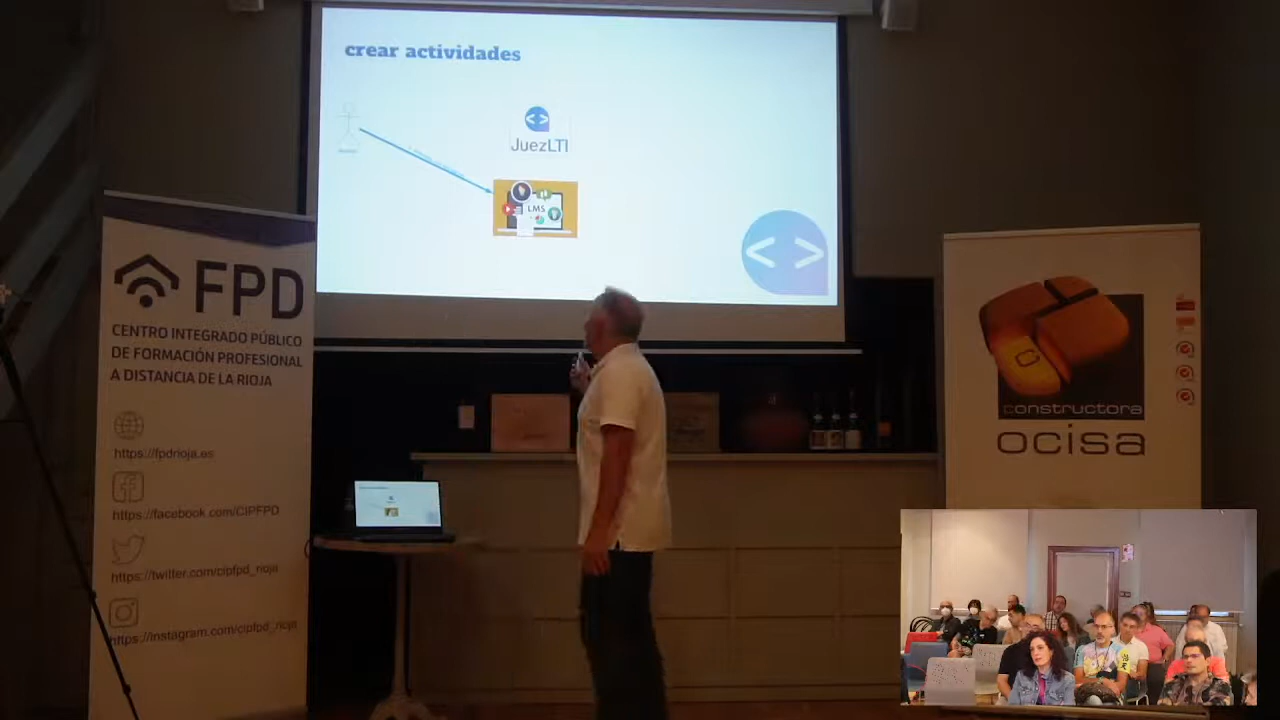 crear actividades
JuezLTI
LMS
FPD
CENTRO INTEGRADO PÚBLICO
DE FORMACIÓN PROFESIONAL
A DISTANCIA DE LA RIOJA
https://fpdrioja.es
https://facebook.com/CIPFPD
https://twitter.com/cipfpd_rioja
https://instagram.com/cipfpd_rioja
constructora
ocisa